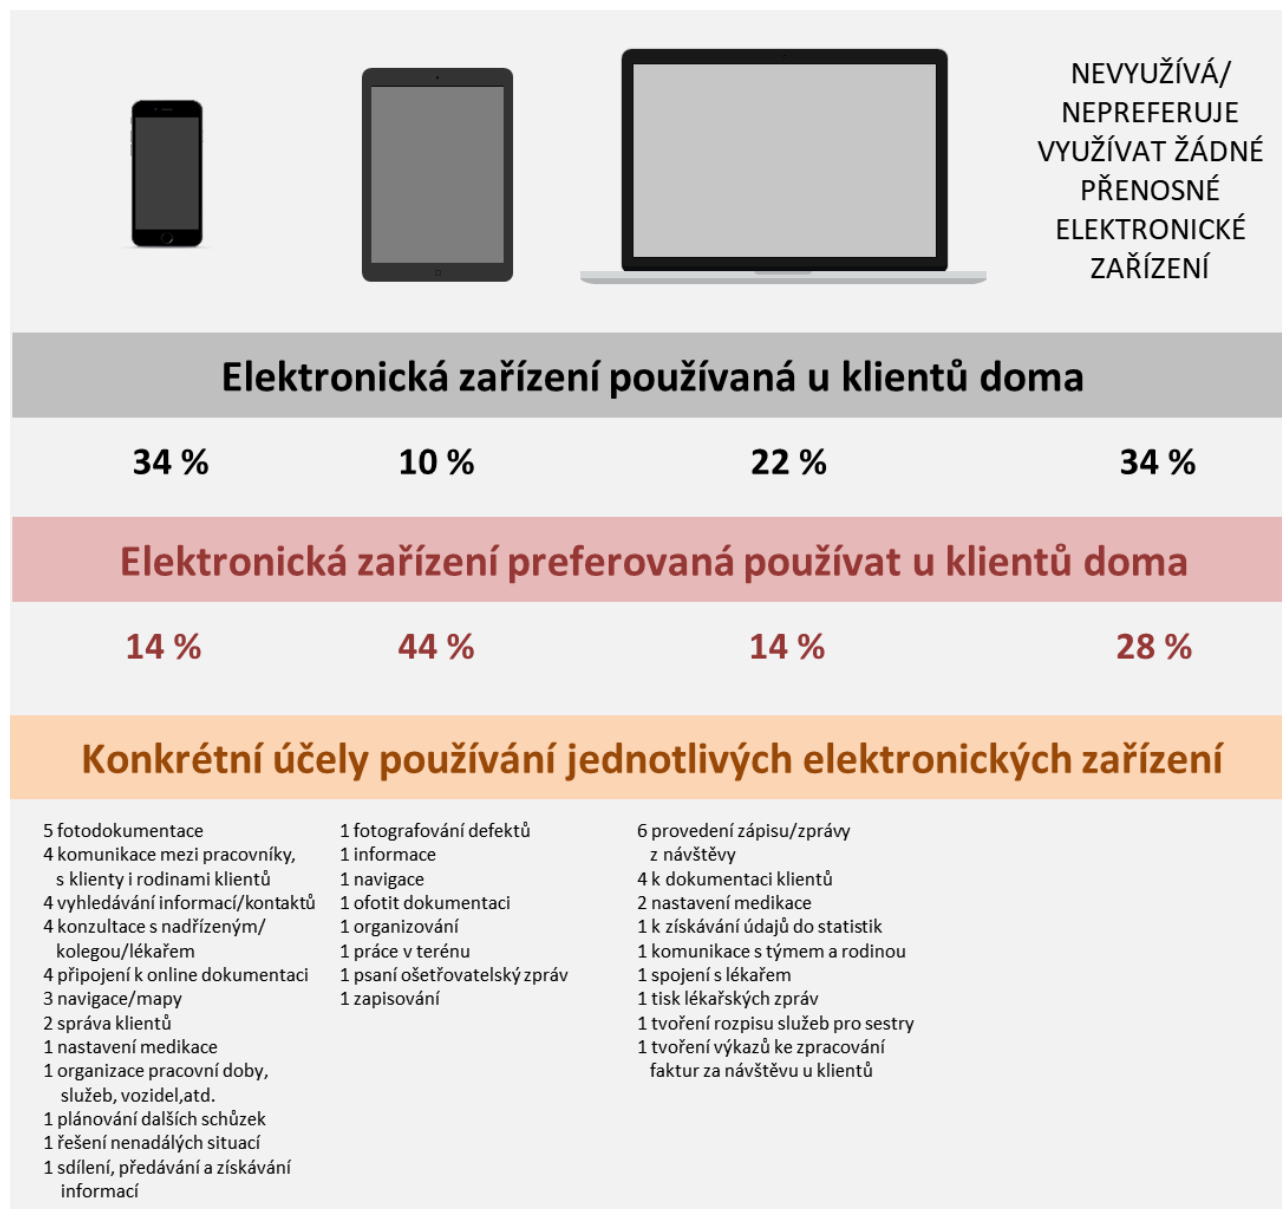 NEVYUŽÍVÁ/
NEPREFERUJE
VYUŽÍVAT ŽÁDNÉ
PŘENOSNÉ
ELEKTRONICKÉ
ZAŘÍZENÍ
Elektronická zařízení používaná u klientů doma
34 % 10 % 22 % 34 %
Elektronická zařízení preferovaná používat u klientů doma
14 % 44 % 14 % 28 %
Konkrétní účely používání jednotlivých elektronických zařízení
5 fotodokumentace
4 komunikace mezi pracovníky,
s klienty i rodinami klientů
4 vyhledávání informací/kontaktů
4 konzultace s nadřízeným/
kolegou/lékařem
4 připojení k online dokumentaci
3 navigace/mapy
2 správa klientů
1 nastavení medikace
1 organizace pracovní doby,
služeb, vozidel,atd.
1 plánování dalších schůzek
1 řešení nenadálých situací
1 sdílení, předávání a získávání
informací
1 fotografování defektů
1 informace
1 navigace
1 ofotit dokumentaci
1 organizování
1 práce v terénu
1 psaní ošetřovatelský zpráv
1 zapisování
6 provedení zápisu/zprávy
z návštěvy
4 k dokumentaci klientů
2 nastavení medikace
1 k získávání údajů do statistik
1 komunikace s týmem a rodinou
1 spojení s lékařem
1 tisk lékařských zpráv
1 tvoření rozpisu služeb pro sestry
1 tvoření výkazů ke zpracování
faktur za návštěvu u klientů